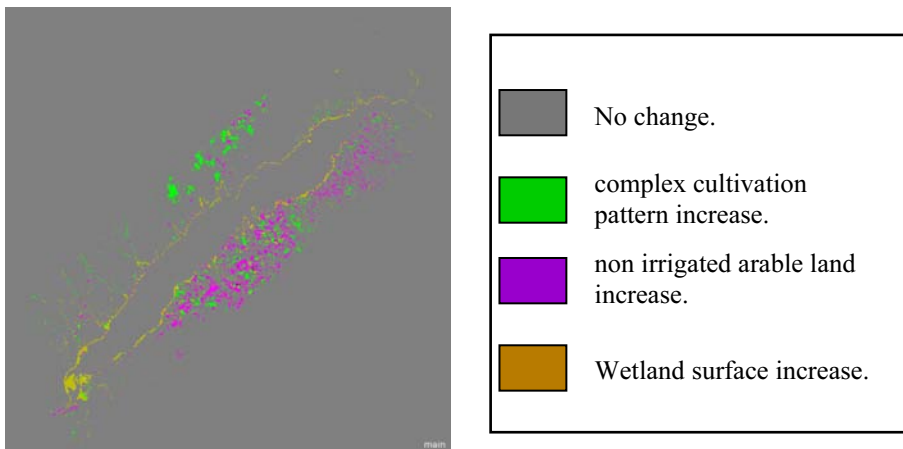 No change.
complex cultivation
pattern increase.
non irrigated arable land
increase.
Wetland surface increase.
main